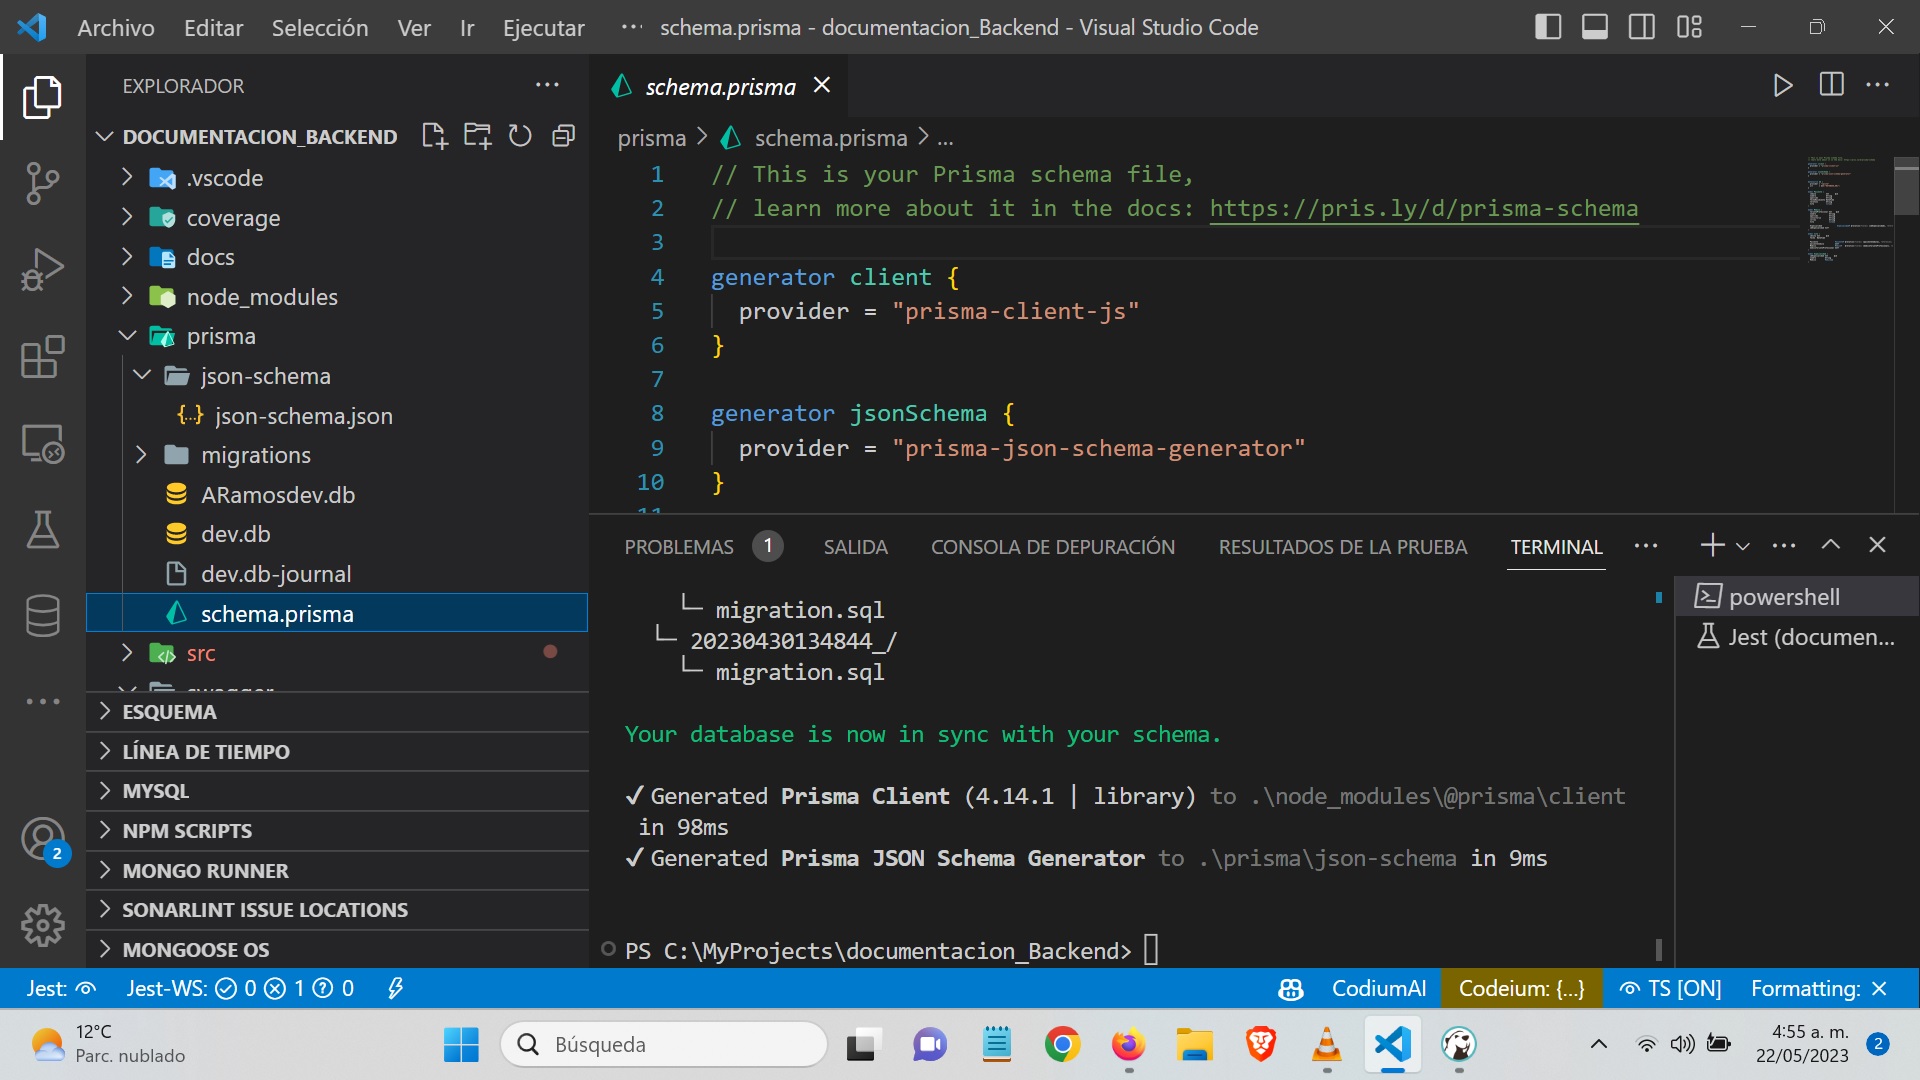 Archivo Editar Selección Ver Ir Ejecutar ··· schema.prisma - documentacion_Backend - Visual Studio Code
EXPLORADOR
DOCUMENTACION_BACKEND
.vscode
coverage
docs
node_modules
prisma
json-schema
{..} json-schema.json
migrations
ARamosdev.db
dev.db
dev.db-journal
schema.prisma
src
swagger
ESQUEMA
LÍNEA DE TIEMPO
MYSQL
NPM SCRIPTS
MONGO RUNNER
SONARLINT ISSUE LOCATIONS
MONGOOSE OS
2
schema.prisma
prisma > schema.prisma > ...
1 // This is your Prisma schema file,
2 // learn more about it in the docs: https://pris.ly/d/prisma-schema
3
4 generator client {
5 provider = "prisma-client-js"
6 }
7
8 generator jsonSchema {
9 provider = "prisma-json-schema-generator"
10 }
11
PROBLEMAS 1 SALIDA CONSOLA DE DEPURACIÓN RESULTADOS DE LA PRUEBA TERMINAL
└─ migration.sql
└─ 20230430134844_/
└─ migration.sql
Your database is now in sync with your schema.
✓ Generated Prisma Client (4.14.1 | library) to .\node_modules\@prisma\client
in 98ms
✓ Generated Prisma JSON Schema Generator to .\prisma\json-schema in 9ms
PS C:\MyProjects\documentacion_Backend>
powershell
Jest (documen...
Jest: Jest-WS: 0 1 0 CodiumAI Codeium: {...} TS [ON] Formatting: ×
12°C
Parc. nublado
Búsqueda
4:55 a. m.
22/05/2023
2